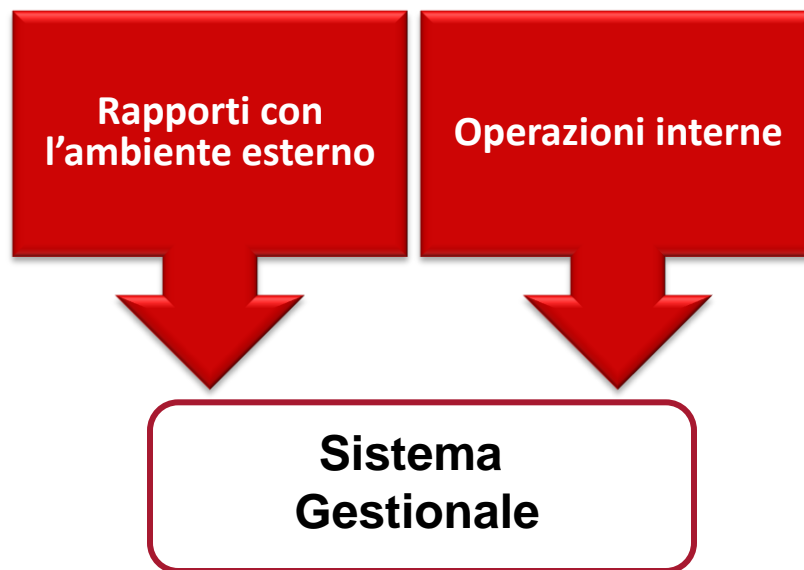 Rapporti con
l’ambiente esterno
Operazioni interne
Sistema
Gestionale